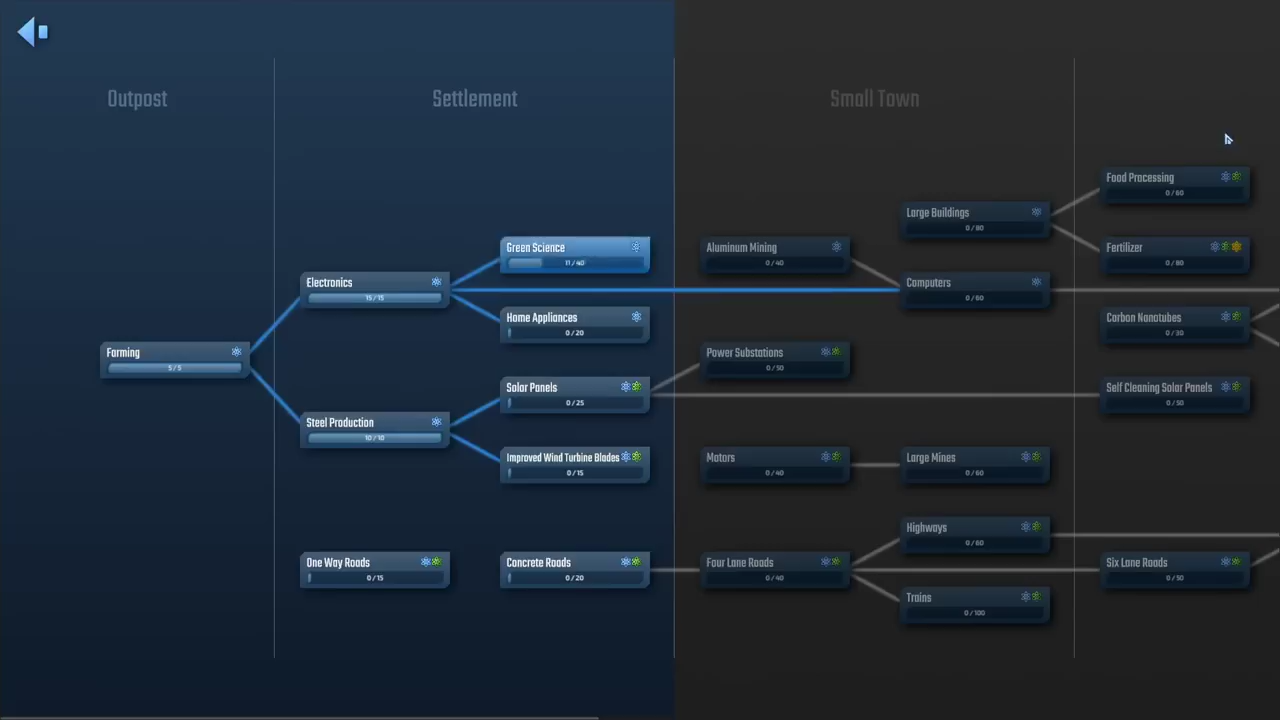 Outpost
Settlement
Small Town
Farming
5/5
Electronics
15/15
Steel Production
10/10
One Way Roads
0/15
Green Science
11/40
Home Appliances
0/20
Solar Panels
0/25
Improved Wind Turbine Blades
0/15
Concrete Roads
0/20
Aluminum Mining
0/40
Power Substations
0/50
Motors
0/40
Four Lane Roads
0/40
Large Buildings
0/80
Computers
0/60
Large Mines
0/60
Highways
0/80
Trains
0/100
Food Processing
0/60
Fertilizer
0/80
Carbon Nanotubes
0/30
Self Cleaning Solar Panels
0/50
Six Lane Roads
0/50